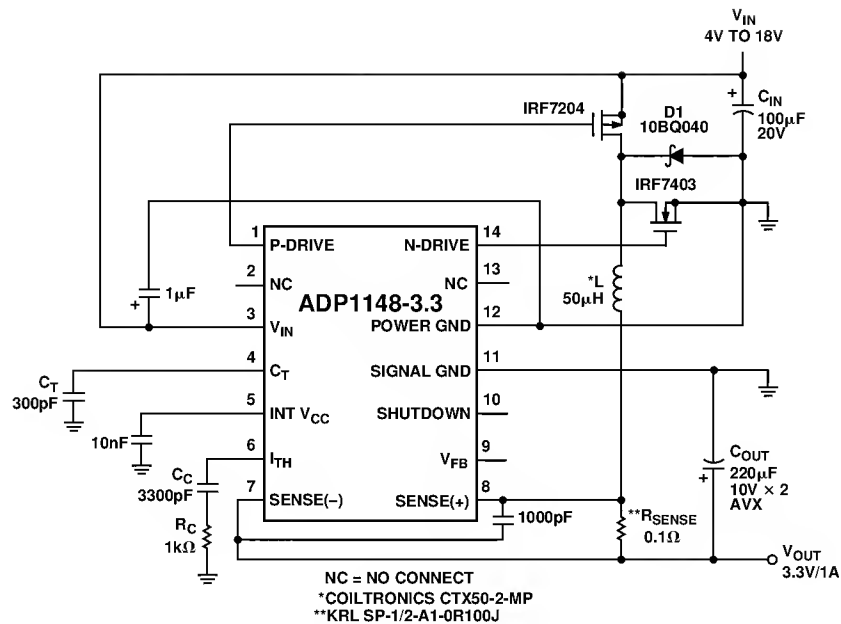 V_IN
4V TO 18V
IRF7204
D1
10BQ040
+
C_IN
100µF
20V
IRF7403
1
P-DRIVE
14
N-DRIVE
2
NC
13
NC
*L
50µH
1µF
+
ADP1148-3.3
3
V_IN
12
POWER GND
4
C_T
11
SIGNAL GND
C_T
300pF
5
INT V_CC
10
SHUTDOWN
10nF
6
I_TH
9
V_FB
C_OUT
220µF
10V × 2
AVX
+
C_C
3300pF
7
SENSE(–)
8
SENSE(+)
1000pF
**R_SENSE
0.1Ω
R_C
1kΩ
V_OUT
3.3V/1A
NC = NO CONNECT
*COILTRONICS CTX50-2-MP
**KRL SP-1/2-A1-0R100J